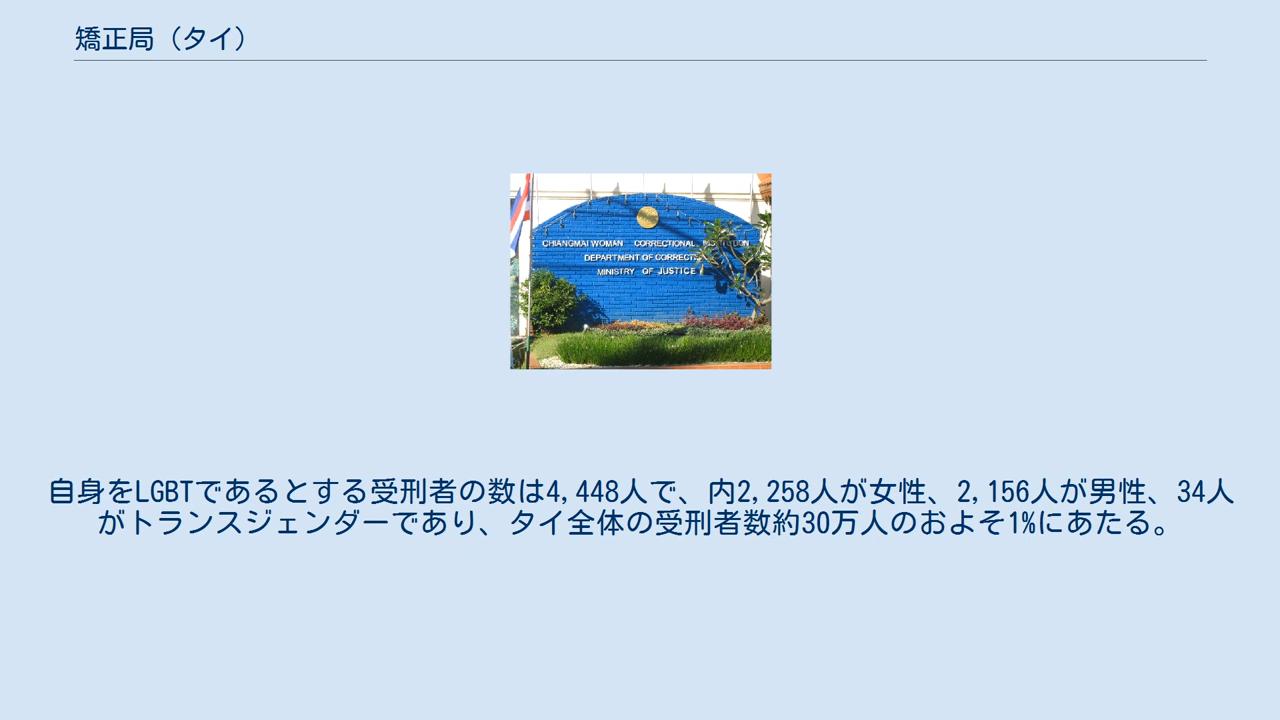 矯正局（タイ）
CHIANGMAI WOMAN CORRECTIONAL
DEPARTMENT OF
MINISTRY OF JUSTICE
自身をLGBTであるとする受刑者の数は4,448人で、内2,258人が女性、2,156人が男性、34人
がトランスジェンダーであり、タイ全体の受刑者数約30万人のおよそ1%にあたる。